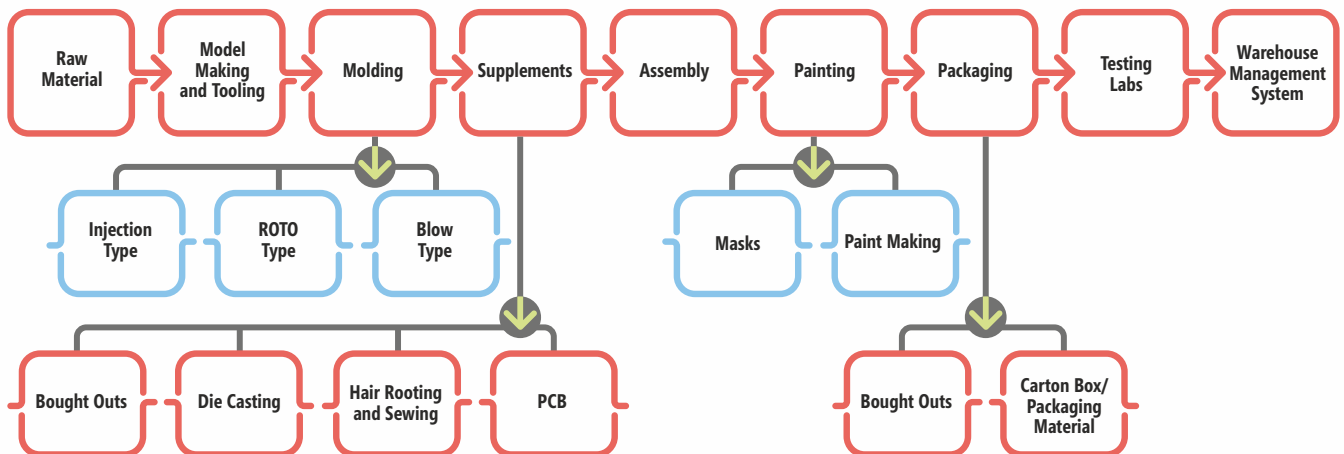 Raw
Material
Model
Making
and Tooling
Molding
Supplements
Assembly
Painting
Packaging
Testing
Labs
Warehouse
Management
System
Injection
Type
ROTO
Type
Blow
Type
Masks
Paint Making
Bought Outs
Die Casting
Hair Rooting
and Sewing
PCB
Bought Outs
Carton Box/
Packaging
Material